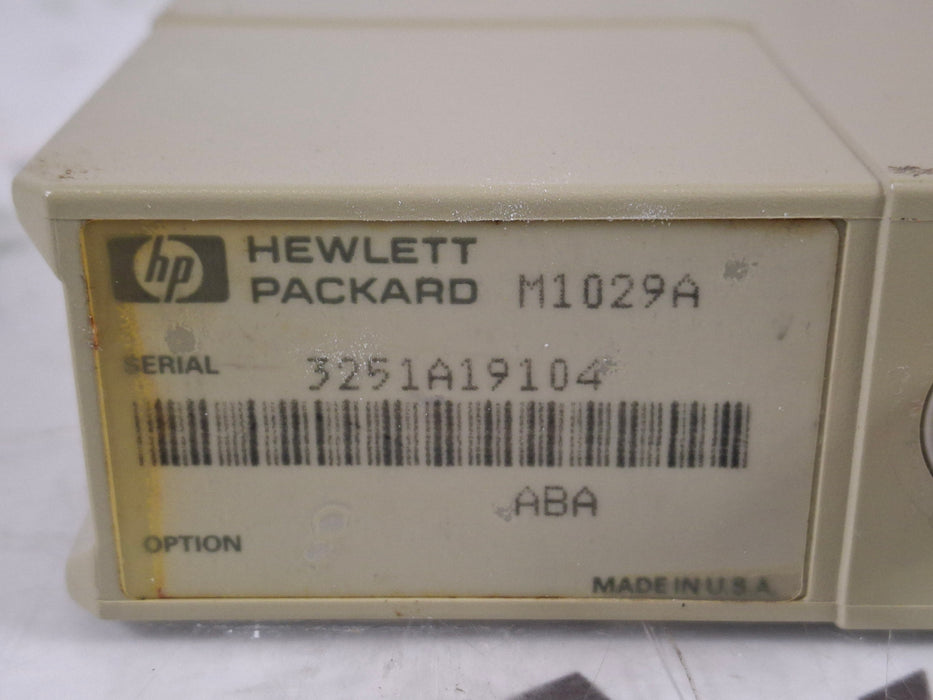 hp HEWLETT
PACKARD M1029A
SERIAL 3251A19104
ABA
OPTION
MADE IN U.S.A.